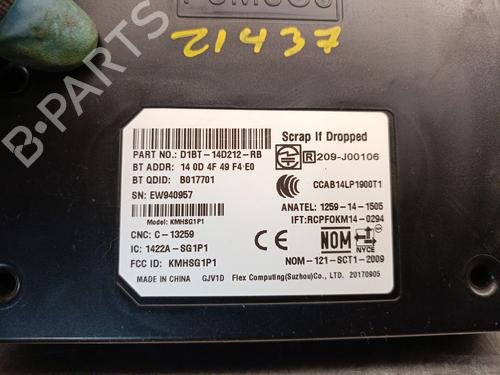 21437
B-PARTS
Scrap If Dropped
PART NO.: D1BT-14D212-RB
R 209-J00106
BT ADDR: 14 0D 4F 49 F4 E0
BT QDID: B017701
CCAB14LP1900T1
SN: EW940957
ANATEL: 1259-14-1505
Model: KMHSG1P1
IFT:RCPFOKM14-0294
CNC: C-13259
CE
NOM
NYCE
IC: 1422A-SG1P1
FCC ID: KMHSG1P1
NOM-121-SCT1-2009
MADE IN CHINA GJV1D Flex Computing(Suzhou)Co., LTD. 20170905